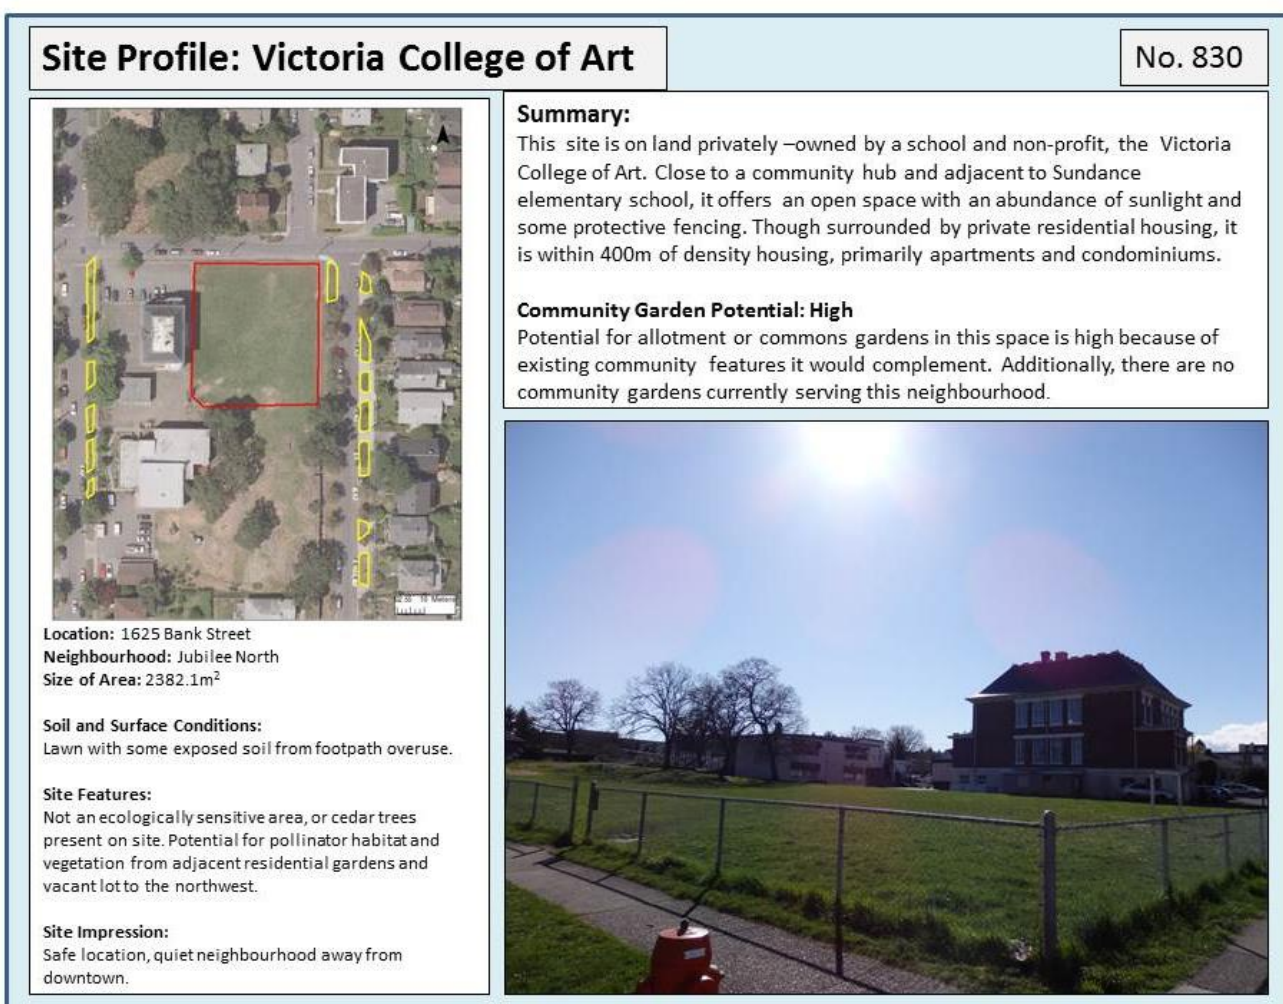 Site Profile: Victoria College of Art
No. 830
Location: 1625 Bank Street
Neighbourhood: Jubilee North
Size of Area: 2382.1m²
Soil and Surface Conditions:
Lawn with some exposed soil from footpath overuse.
Site Features:
Not an ecologically sensitive area, or cedar trees
present on site. Potential for pollinator habitat and
vegetation from adjacent residential gardens and
vacant lot to the northwest.
Site Impression:
Safe location, quiet neighbourhood away from
downtown.
Summary:
This site is on land privately –owned by a school and non-profit, the Victoria
College of Art. Close to a community hub and adjacent to Sundance
elementary school, it offers an open space with an abundance of sunlight and
some protective fencing. Though surrounded by private residential housing, it
is within 400m of density housing, primarily apartments and condominiums.
Community Garden Potential: High
Potential for allotment or commons gardens in this space is high because of
existing community features it would complement. Additionally, there are no
community gardens currently serving this neighbourhood.